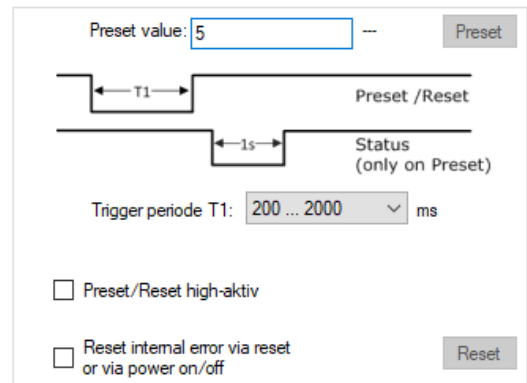 Preset value: 5 --- Preset
T1
Preset /Reset
1s
Status
(only on Preset)
Trigger periode T1: 200 ... 2000 ms
Preset/Reset high-aktiv
Reset internal error via reset
or via power on/off
Reset